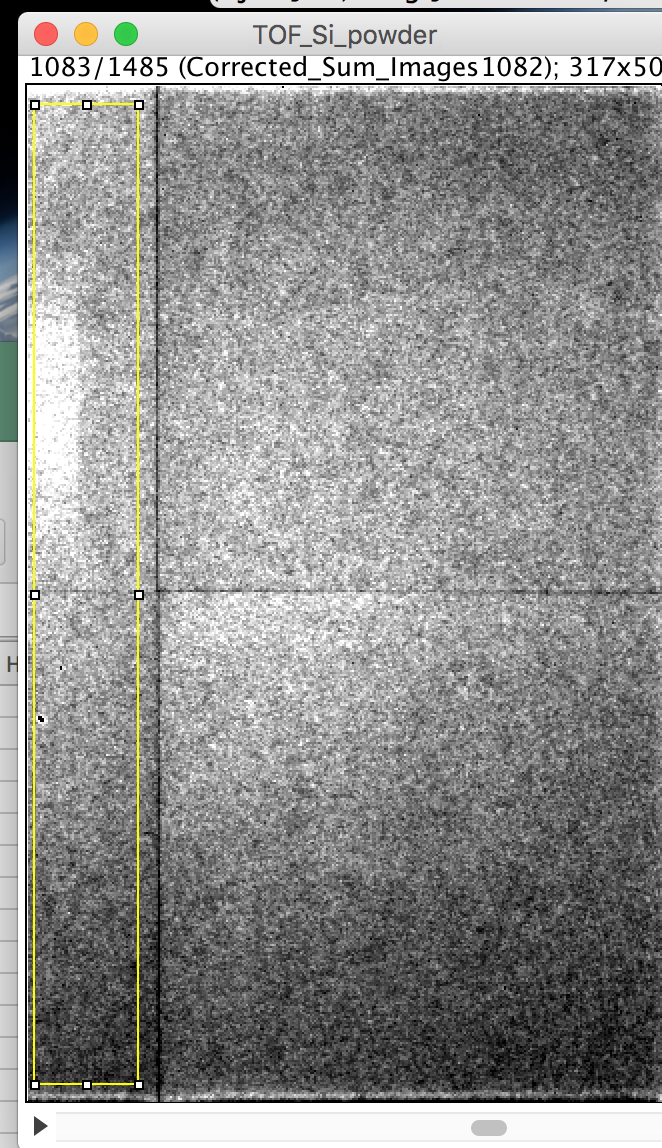 TOF_Si_powder
1083/1485 (Corrected_Sum_Images1082); 317x50
H